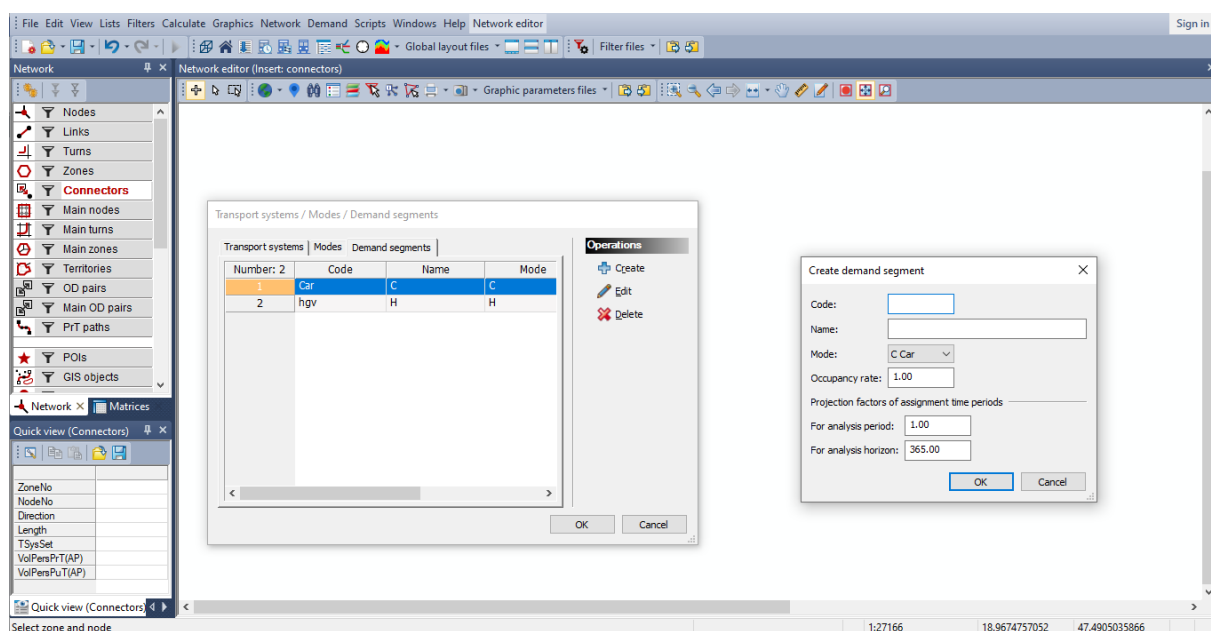 File Edit View Lists Filters Calculate Graphics Network Demand Scripts Windows Help Network editor Sign in
Global layout files Filter files
Network
Network editor (Insert: connectors)
Graphic parameters files
Nodes
Links
Turns
Zones
Connectors
Main nodes
Main turns
Main zones
Territories
OD pairs
Main OD pairs
PrT paths
POIs
GIS objects
Network Matrices
Quick view (Connectors)
ZoneNo
NodeNo
Direction
Length
TSysSet
VolPersPrT(AP)
VolPersPuT(AP)
Quick view (Connectors)
Transport systems / Modes / Demand segments
Transport systems Modes Demand segments
Number: 2 Code Name Mode
1 Car C C
2 hgv H H
Operations
Create
Edit
Delete
OK Cancel
Create demand segment
Code:
Name:
Mode: C Car
Occupancy rate: 1.00
Projection factors of assignment time periods
For analysis period: 1.00
For analysis horizon: 365.00
OK Cancel
Select zone and node 1:27166 18.9674757052 47.4905035866